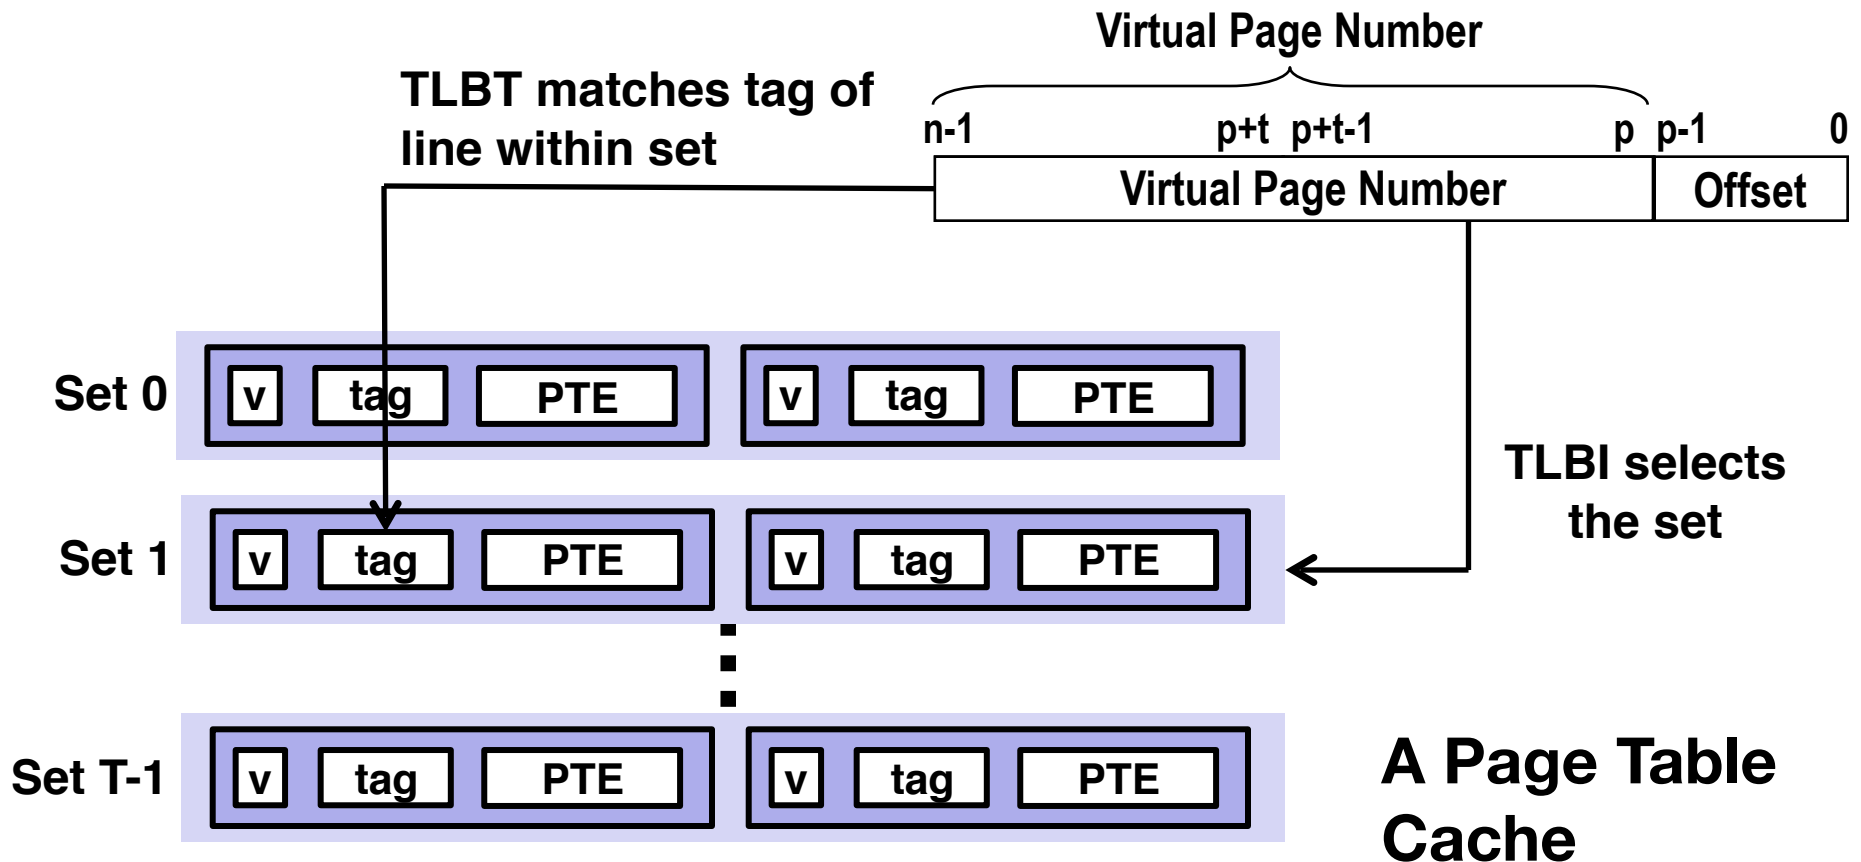 Virtual Page Number
TLBT matches tag of
line within set
n-1 p+t p+t-1 p p-1 0
Virtual Page Number Offset
Set 0 v tag PTE v tag PTE
TLBI selects
the set
Set 1 v tag PTE v tag PTE
Set T-1 v tag PTE v tag PTE
A Page Table
Cache